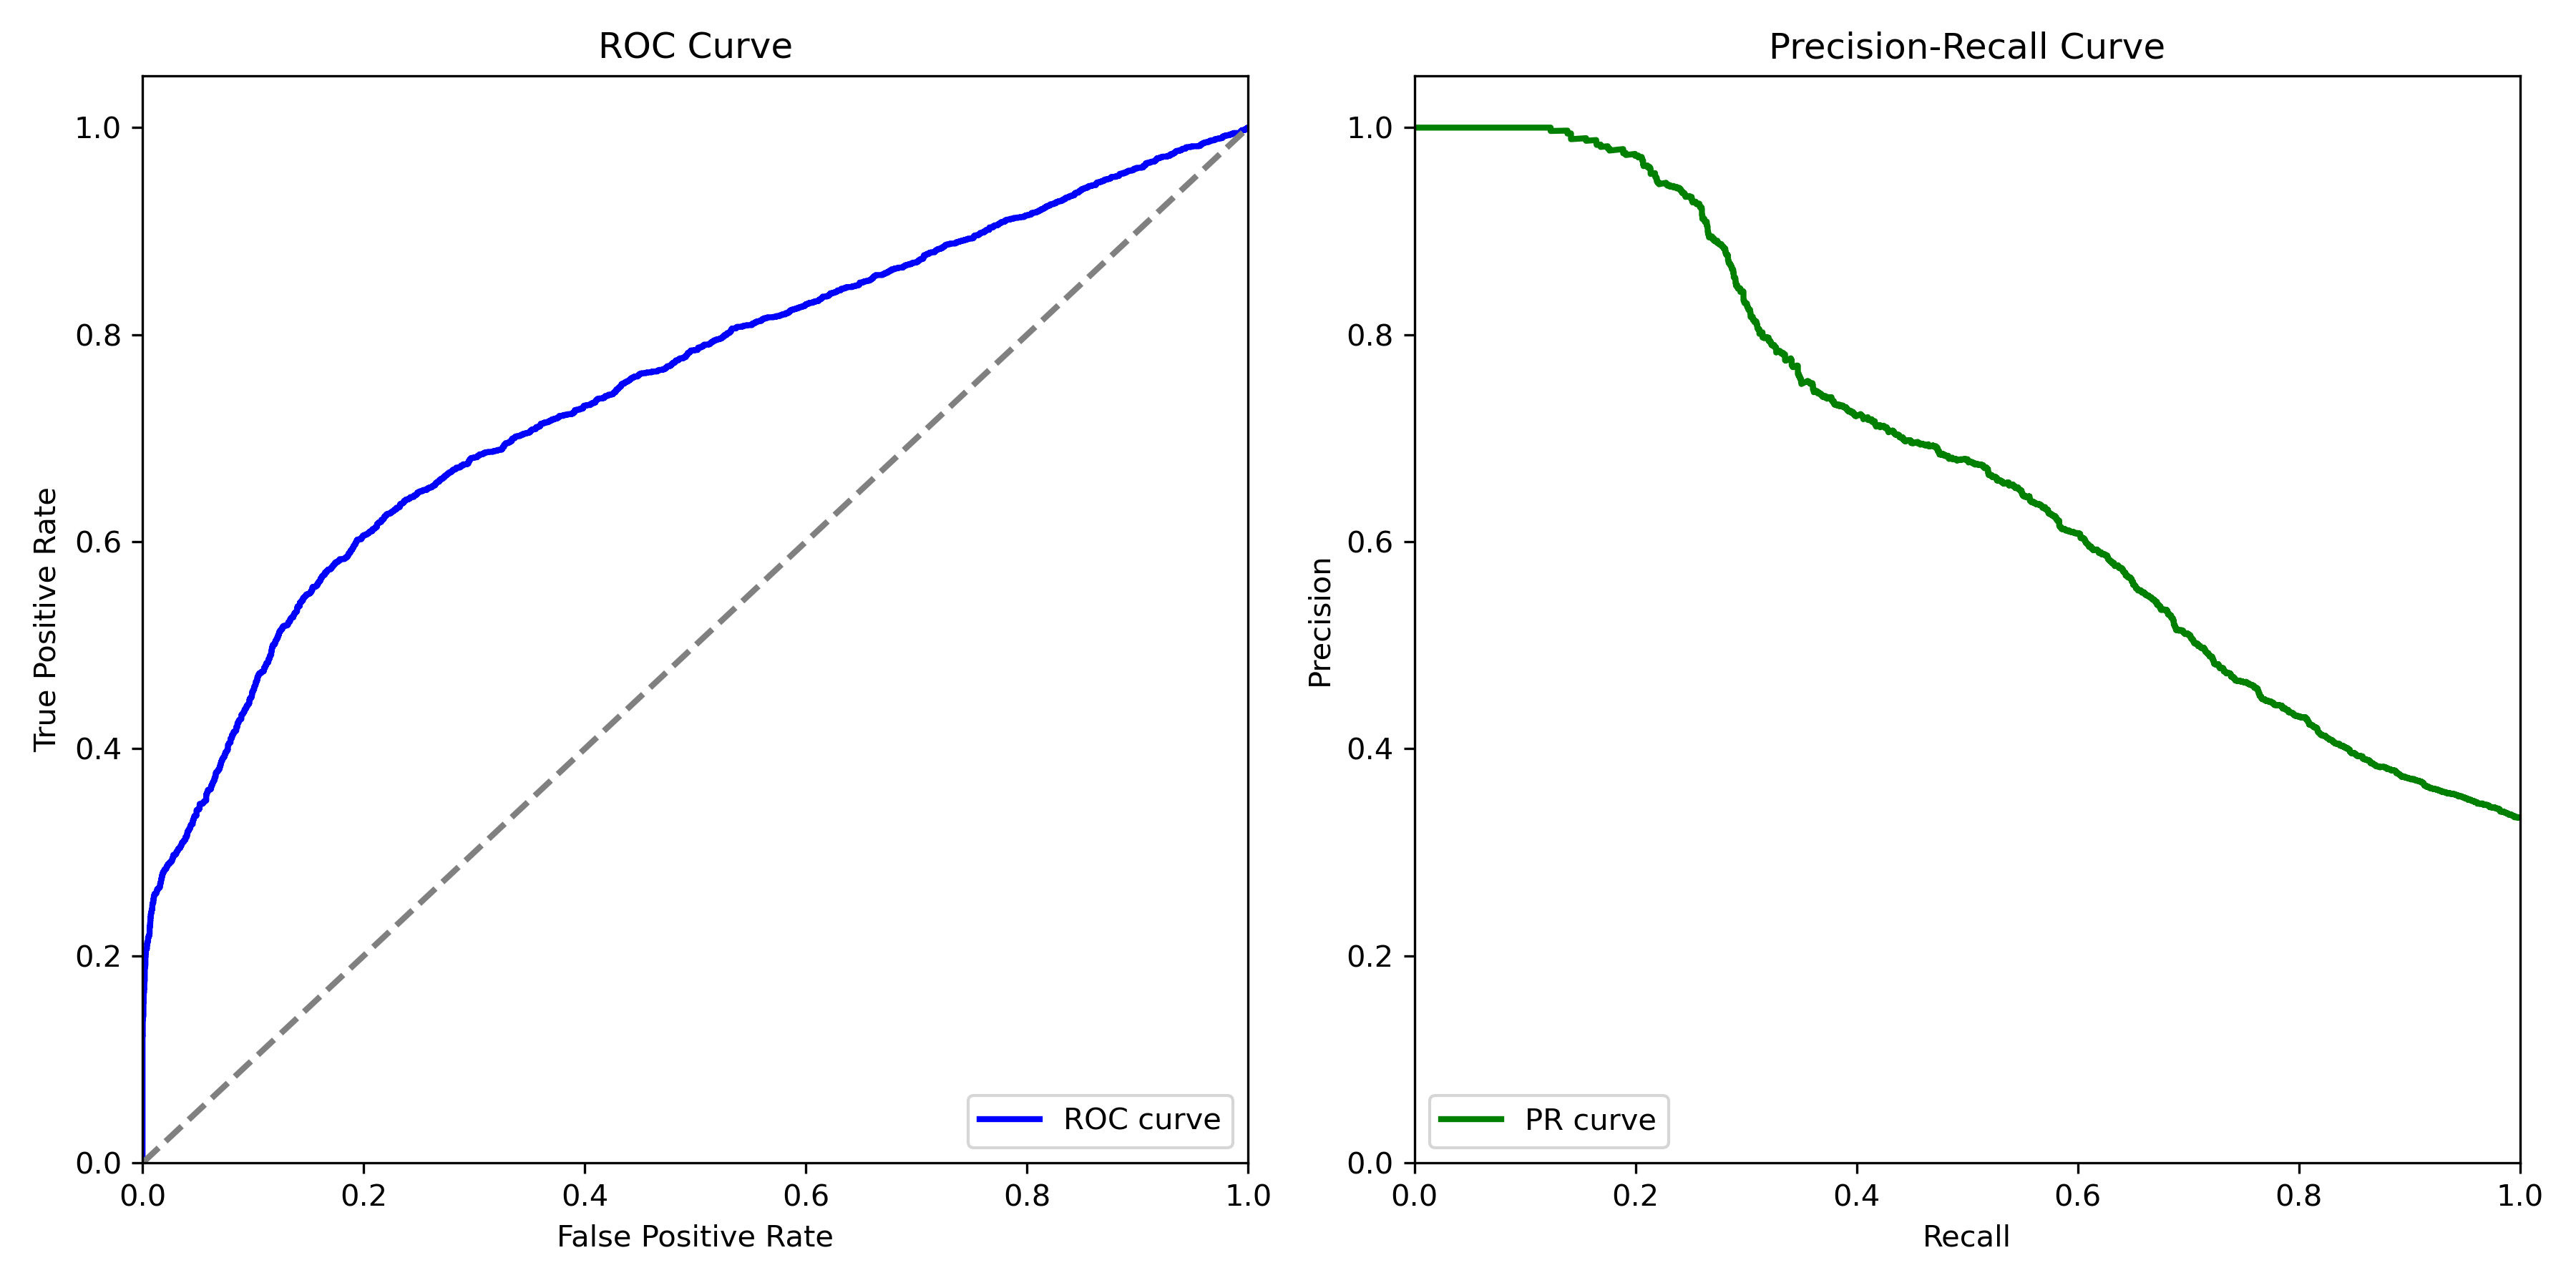 ROC Curve
True Positive Rate
1.0
0.8
0.6
0.4
0.2
0.0
0.0 0.2 0.4 0.6 0.8 1.0
False Positive Rate
ROC curve
Precision-Recall Curve
Precision
1.0
0.8
0.6
0.4
0.2
0.0
0.0 0.2 0.4 0.6 0.8 1.0
Recall
PR curve